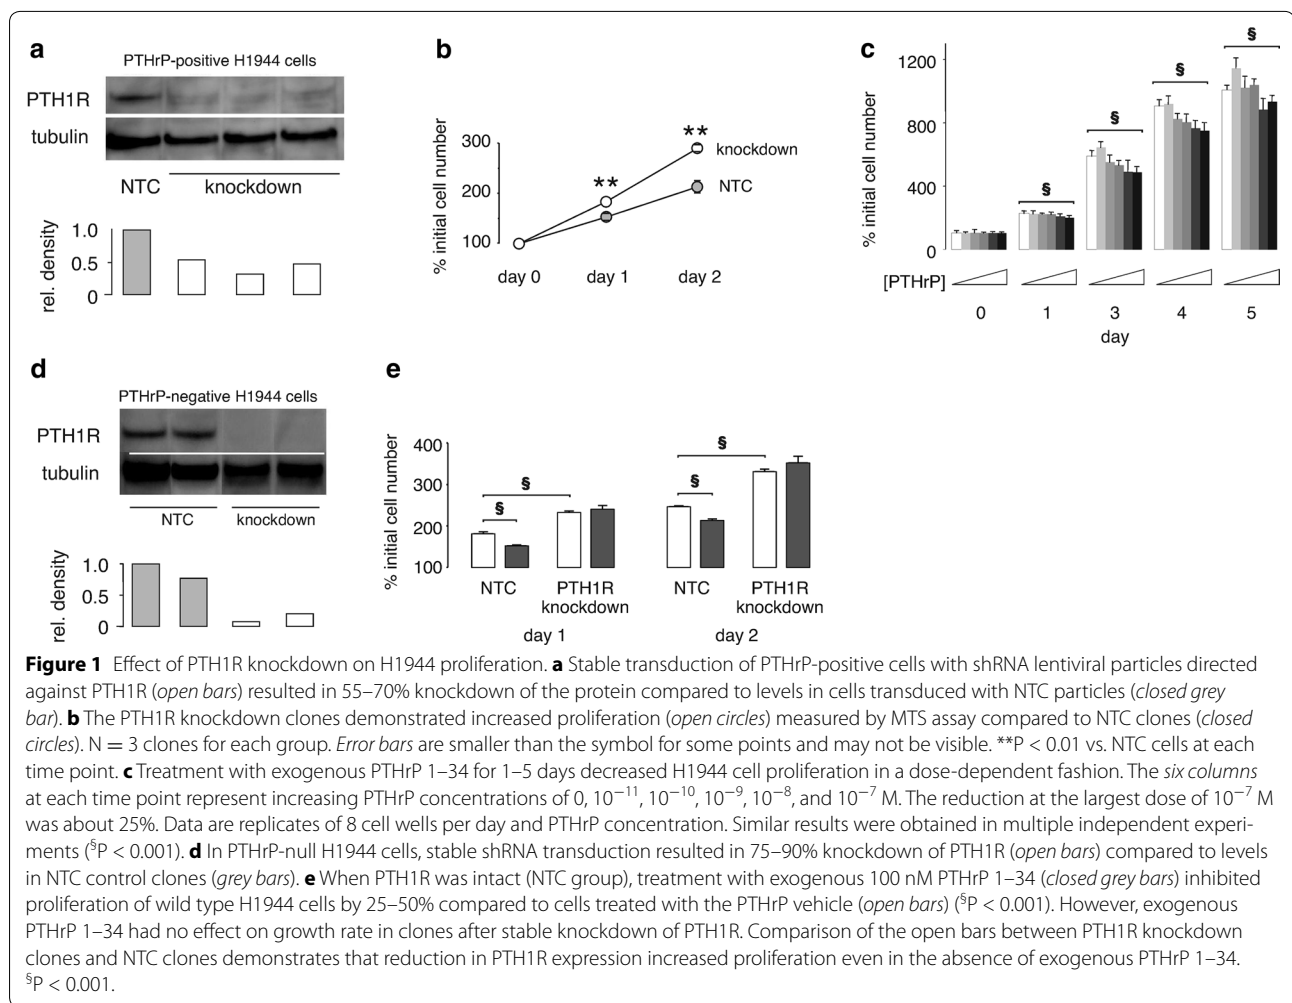 a
PTHrP-positive H1944 cells
PTH1R
tubulin
NTC knockdown
rel. density
1.0
0.5
0
b
% initial cell number
300
200
100
**
**
knockdown
NTC
day 0 day 1 day 2
c
% initial cell number
1200
800
400
0
§
§
§
§
[PTHrP]
0 1 3 4 5
day
d
PTHrP-negative H1944 cells
PTH1R
tubulin
NTC knockdown
rel. density
1.0
0.5
0
e
% initial cell number
400
300
200
100
§
§
§
§
NTC PTH1R knockdown NTC PTH1R knockdown
day 1 day 2
Figure 1 Effect of PTH1R knockdown on H1944 proliferation. a Stable transduction of PTHrP-positive cells with shRNA lentiviral particles directed
against PTH1R (open bars) resulted in 55–70% knockdown of the protein compared to levels in cells transduced with NTC particles (closed grey
bar). b The PTH1R knockdown clones demonstrated increased proliferation (open circles) measured by MTS assay compared to NTC clones (closed
circles). N = 3 clones for each group. Error bars are smaller than the symbol for some points and may not be visible. **P < 0.01 vs. NTC cells at each
time point. c Treatment with exogenous PTHrP 1–34 for 1–5 days decreased H1944 cell proliferation in a dose-dependent fashion. The six columns
at each time point represent increasing PTHrP concentrations of 0, 10⁻¹¹, 10⁻¹⁰, 10⁻⁹, 10⁻⁸, and 10⁻⁷ M. The reduction at the largest dose of 10⁻⁷ M
was about 25%. Data are replicates of 8 cell wells per day and PTHrP concentration. Similar results were obtained in multiple independent experi-
ments (§P < 0.001). d In PTHrP-null H1944 cells, stable shRNA transduction resulted in 75–90% knockdown of PTH1R (open bars) compared to levels
in NTC control clones (grey bars). e When PTH1R was intact (NTC group), treatment with exogenous 100 nM PTHrP 1–34 (closed grey bars) inhibited
proliferation of wild type H1944 cells by 25–50% compared to cells treated with the PTHrP vehicle (open bars) (§P < 0.001). However, exogenous
PTHrP 1–34 had no effect on growth rate in clones after stable knockdown of PTH1R. Comparison of the open bars between PTH1R knockdown
clones and NTC clones demonstrates that reduction in PTH1R expression increased proliferation even in the absence of exogenous PTHrP 1–34.
§P < 0.001.